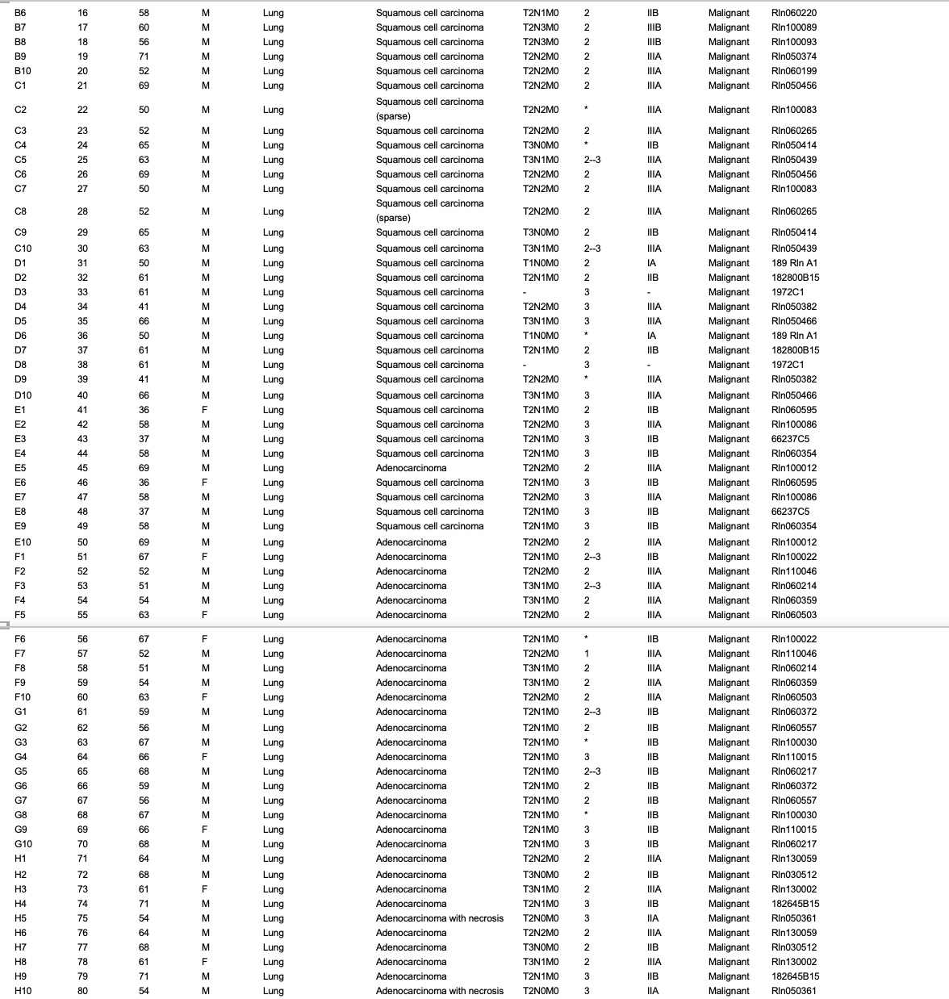 B6 16 58 M Lung Squamous cell carcinoma T2N1M0 2 IIB Malignant Rln060220
B7 17 60 M Lung Squamous cell carcinoma T2N3M0 2 IIIB Malignant Rln100089
B8 18 56 M Lung Squamous cell carcinoma T2N3M0 2 IIIB Malignant Rln100093
B9 19 71 M Lung Squamous cell carcinoma T2N2M0 2 IIIA Malignant Rln050374
B10 20 52 M Lung Squamous cell carcinoma T2N2M0 2 IIIA Malignant Rln060199
C1 21 69 M Lung Squamous cell carcinoma T2N2M0 2 IIIA Malignant Rln050456
C2 22 50 M Lung Squamous cell carcinoma
(sparse) T2N2M0 * IIIA Malignant Rln100083
C3 23 52 M Lung Squamous cell carcinoma T2N2M0 2 IIIA Malignant Rln060265
C4 24 65 M Lung Squamous cell carcinoma T3N0M0 * IIB Malignant Rln050414
C5 25 63 M Lung Squamous cell carcinoma T3N1M0 2--3 IIIA Malignant Rln050439
C6 26 69 M Lung Squamous cell carcinoma T2N2M0 2 IIIA Malignant Rln050456
C7 27 50 M Lung Squamous cell carcinoma T2N2M0 2 IIIA Malignant Rln100083
C8 28 52 M Lung Squamous cell carcinoma
(sparse) T2N2M0 2 IIIA Malignant Rln060265
C9 29 65 M Lung Squamous cell carcinoma T3N0M0 2 IIB Malignant Rln050414
C10 30 63 M Lung Squamous cell carcinoma T3N1M0 2--3 IIIA Malignant Rln050439
D1 31 50 M Lung Squamous cell carcinoma T1N0M0 2 IA Malignant 189 Rln A1
D2 32 61 M Lung Squamous cell carcinoma T2N1M0 2 IIB Malignant 182800B15
D3 33 61 M Lung Squamous cell carcinoma - 3 - Malignant 1972C1
D4 34 41 M Lung Squamous cell carcinoma T2N2M0 3 IIIA Malignant Rln050382
D5 35 66 M Lung Squamous cell carcinoma T3N1M0 3 IIIA Malignant Rln050466
D6 36 50 M Lung Squamous cell carcinoma T1N0M0 * IA Malignant 189 Rln A1
D7 37 61 M Lung Squamous cell carcinoma T2N1M0 2 IIB Malignant 182800B15
D8 38 61 M Lung Squamous cell carcinoma - 3 - Malignant 1972C1
D9 39 41 M Lung Squamous cell carcinoma T2N2M0 * IIIA Malignant Rln050382
D10 40 66 M Lung Squamous cell carcinoma T3N1M0 3 IIIA Malignant Rln050466
E1 41 36 F Lung Squamous cell carcinoma T2N1M0 2 IIB Malignant Rln060595
E2 42 58 M Lung Squamous cell carcinoma T2N2M0 3 IIIA Malignant Rln100086
E3 43 37 M Lung Squamous cell carcinoma T2N1M0 3 IIB Malignant 66237C5
E4 44 58 M Lung Squamous cell carcinoma T2N1M0 3 IIB Malignant Rln060354
E5 45 69 M Lung Adenocarcinoma T2N2M0 2 IIIA Malignant Rln100012
E6 46 36 F Lung Squamous cell carcinoma T2N1M0 3 IIB Malignant Rln060595
E7 47 58 M Lung Squamous cell carcinoma T2N2M0 3 IIIA Malignant Rln100086
E8 48 37 M Lung Squamous cell carcinoma T2N1M0 3 IIB Malignant 66237C5
E9 49 58 M Lung Squamous cell carcinoma T2N1M0 3 IIB Malignant Rln060354
E10 50 69 M Lung Adenocarcinoma T2N2M0 2 IIIA Malignant Rln100012
F1 51 67 F Lung Adenocarcinoma T2N1M0 2--3 IIB Malignant Rln100022
F2 52 52 M Lung Adenocarcinoma T2N2M0 2 IIIA Malignant Rln110046
F3 53 51 M Lung Adenocarcinoma T3N1M0 2--3 IIIA Malignant Rln060214
F4 54 54 M Lung Adenocarcinoma T3N1M0 2 IIIA Malignant Rln060359
F5 55 63 F Lung Adenocarcinoma T2N2M0 2 IIIA Malignant Rln060503
F6 56 67 F Lung Adenocarcinoma T2N1M0 * IIB Malignant Rln100022
F7 57 52 M Lung Adenocarcinoma T2N2M0 1 IIIA Malignant Rln110046
F8 58 51 M Lung Adenocarcinoma T3N1M0 2 IIIA Malignant Rln060214
F9 59 54 M Lung Adenocarcinoma T3N1M0 2 IIIA Malignant Rln060359
F10 60 63 F Lung Adenocarcinoma T2N2M0 2 IIIA Malignant Rln060503
G1 61 59 M Lung Adenocarcinoma T2N1M0 2--3 IIB Malignant Rln060372
G2 62 56 M Lung Adenocarcinoma T2N1M0 2 IIB Malignant Rln060557
G3 63 67 M Lung Adenocarcinoma T2N1M0 * IIB Malignant Rln100030
G4 64 66 F Lung Adenocarcinoma T2N1M0 3 IIB Malignant Rln110015
G5 65 68 M Lung Adenocarcinoma T2N1M0 2--3 IIB Malignant Rln060217
G6 66 59 M Lung Adenocarcinoma T2N1M0 2 IIB Malignant Rln060372
G7 67 56 M Lung Adenocarcinoma T2N1M0 2 IIB Malignant Rln060557
G8 68 67 M Lung Adenocarcinoma T2N1M0 * IIB Malignant Rln100030
G9 69 66 F Lung Adenocarcinoma T2N1M0 3 IIB Malignant Rln110015
G10 70 68 M Lung Adenocarcinoma T2N1M0 3 IIB Malignant Rln060217
H1 71 64 M Lung Adenocarcinoma T2N2M0 2 IIIA Malignant Rln130059
H2 72 68 M Lung Adenocarcinoma T3N0M0 2 IIB Malignant Rln030512
H3 73 61 F Lung Adenocarcinoma T3N1M0 2 IIIA Malignant Rln130002
H4 74 71 M Lung Adenocarcinoma T2N1M0 3 IIB Malignant 182645B15
H5 75 54 M Lung Adenocarcinoma with necrosis T2N0M0 3 IIA Malignant Rln050361
H6 76 64 M Lung Adenocarcinoma T2N2M0 2 IIIA Malignant Rln130059
H7 77 68 M Lung Adenocarcinoma T3N0M0 2 IIB Malignant Rln030512
H8 78 61 F Lung Adenocarcinoma T3N1M0 2 IIIA Malignant Rln130002
H9 79 71 M Lung Adenocarcinoma T2N1M0 3 IIB Malignant 182645B15
H10 80 54 M Lung Adenocarcinoma with necrosis T2N0M0 3 IIA Malignant Rln050361